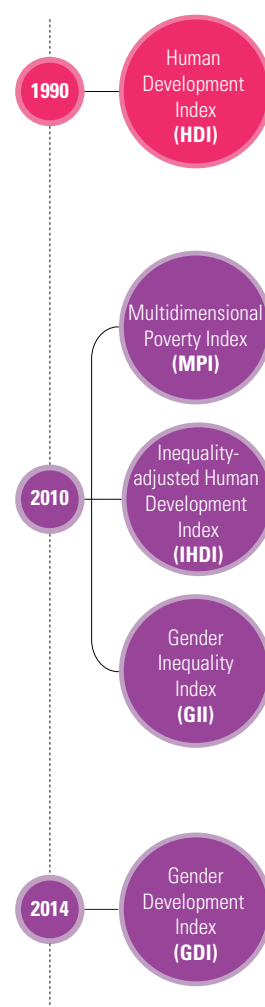 1990
Human
Development
Index
(HDI)
Multidimensional
Poverty Index
(MPI)
2010
Inequality-
adjusted Human
Development
Index
(IHDI)
Gender
Inequality
Index
(GII)
2014
Gender
Development
Index
(GDI)